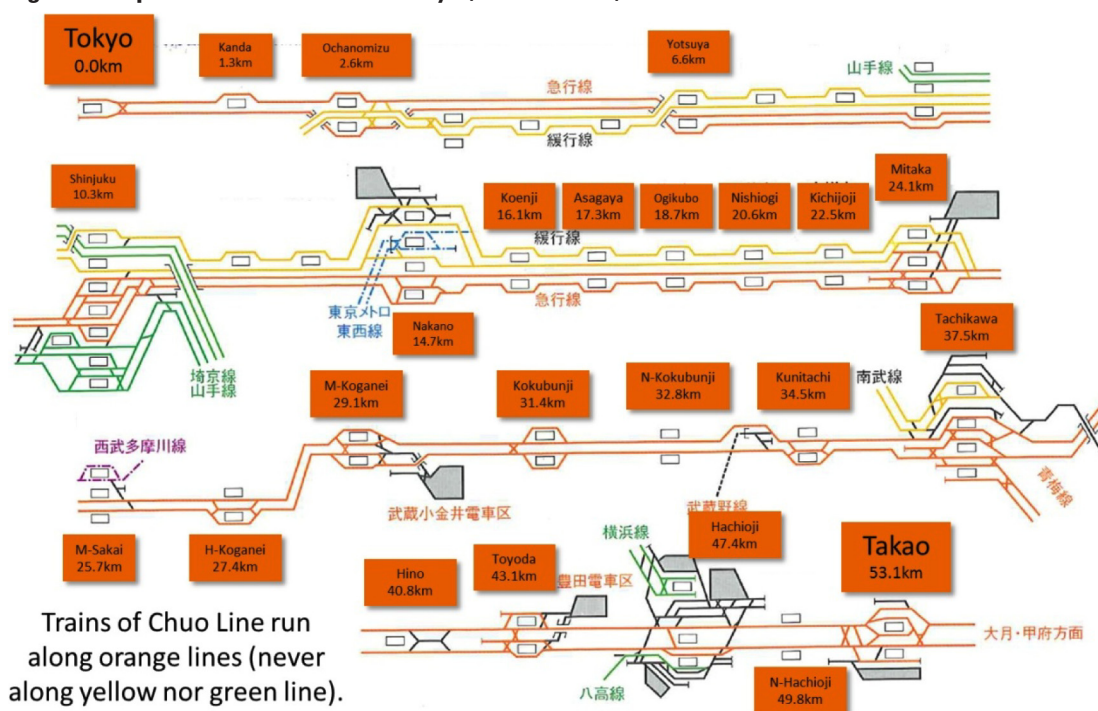 Tokyo
0.0km
Kanda
1.3km
Ochanomizu
2.6km
Yotsuya
6.6km
山手線
急行線
緩行線
Shinjuku
10.3km
Koenji
16.1km
Asagaya
17.3km
Ogikubo
18.7km
Nishiogi
20.6km
Kichijoji
22.5km
Mitaka
24.1km
緩行線
急行線
東京メトロ
東西線
Nakano
14.7km
埼京線
山手線
Tachikawa
37.5km
M-Koganei
29.1km
Kokubunji
31.4km
N-Kokubunji
32.8km
Kunitachi
34.5km
南武線
西武多摩川線
武蔵小金井電車区
武蔵野線
青梅線
M-Sakai
25.7km
H-Koganei
27.4km
横浜線
Hachioji
47.4km
Hino
40.8km
Toyoda
43.1km
豊田電車区
Takao
53.1km
大月・甲府方面
八高線
N-Hachioji
49.8km
Trains of Chuo Line run
along orange lines (never
along yellow nor green line).